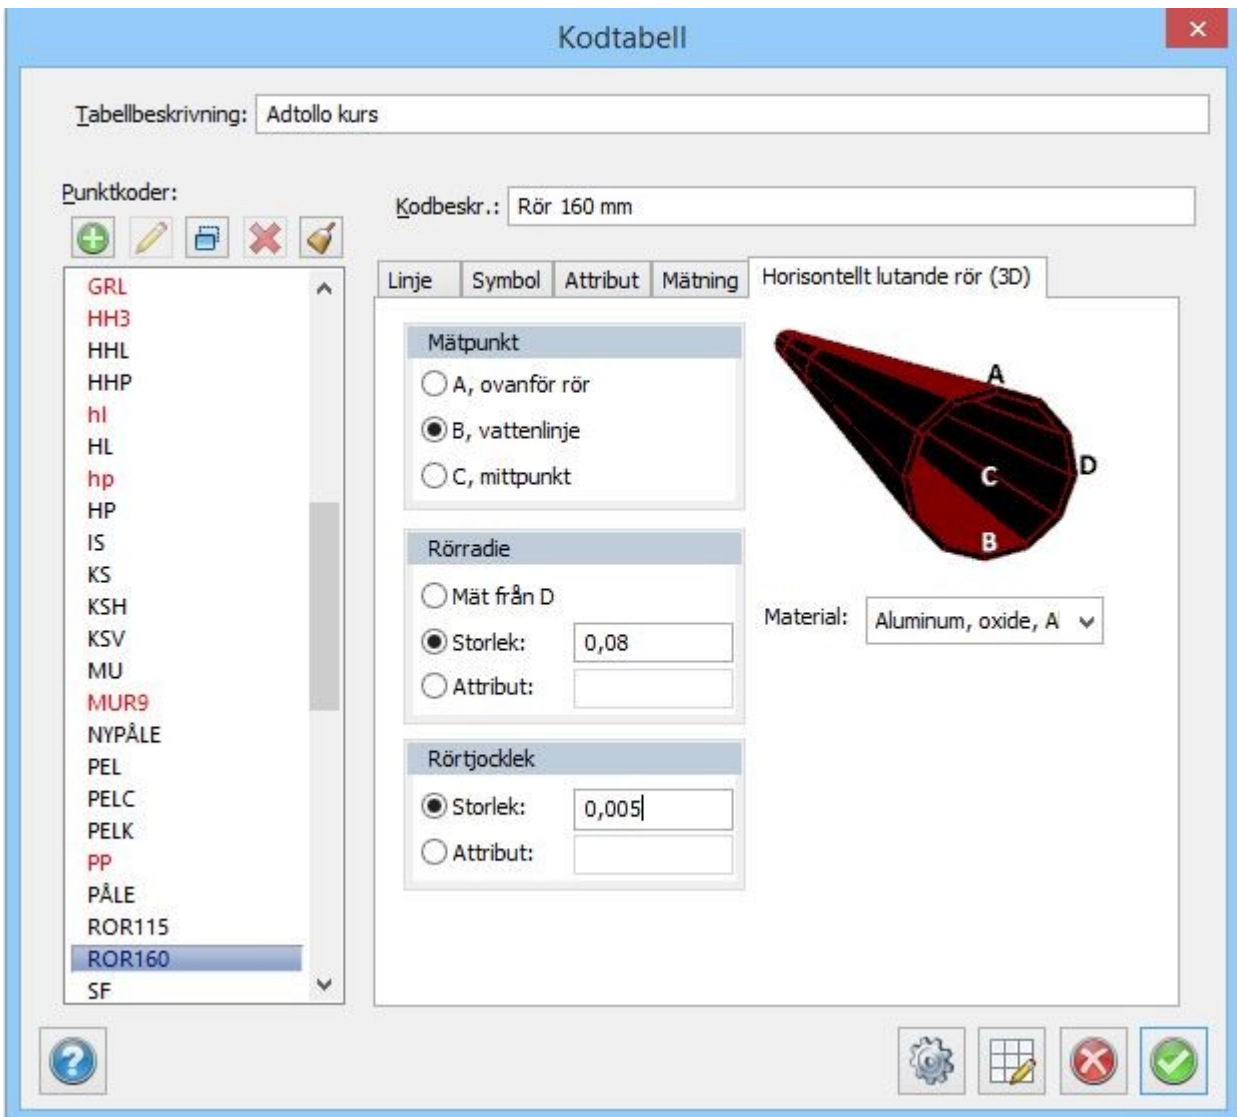 Kodtabell
Tabellbeskrivning: Adtollo kurs
Punktkoder:
Kodbeskr.: Rör 160 mm
GRL
HH3
HHL
HHP
hl
HL
hp
HP
IS
KS
KSH
KSV
MU
MUR9
NYPÅLE
PEL
PELC
PELK
PP
PÅLE
ROR115
ROR160
SF
Linje Symbol Attribut Mätning Horisontellt lutande rör (3D)
Mätpunkt
A, ovanför rör
B, vattenlinje
C, mittpunkt
Rörradie
Mät från D
Storlek: 0,08
Attribut:
Rörtjocklek
Storlek: 0,005
Attribut:
A
D
C
B
Material: Aluminum, oxide, A